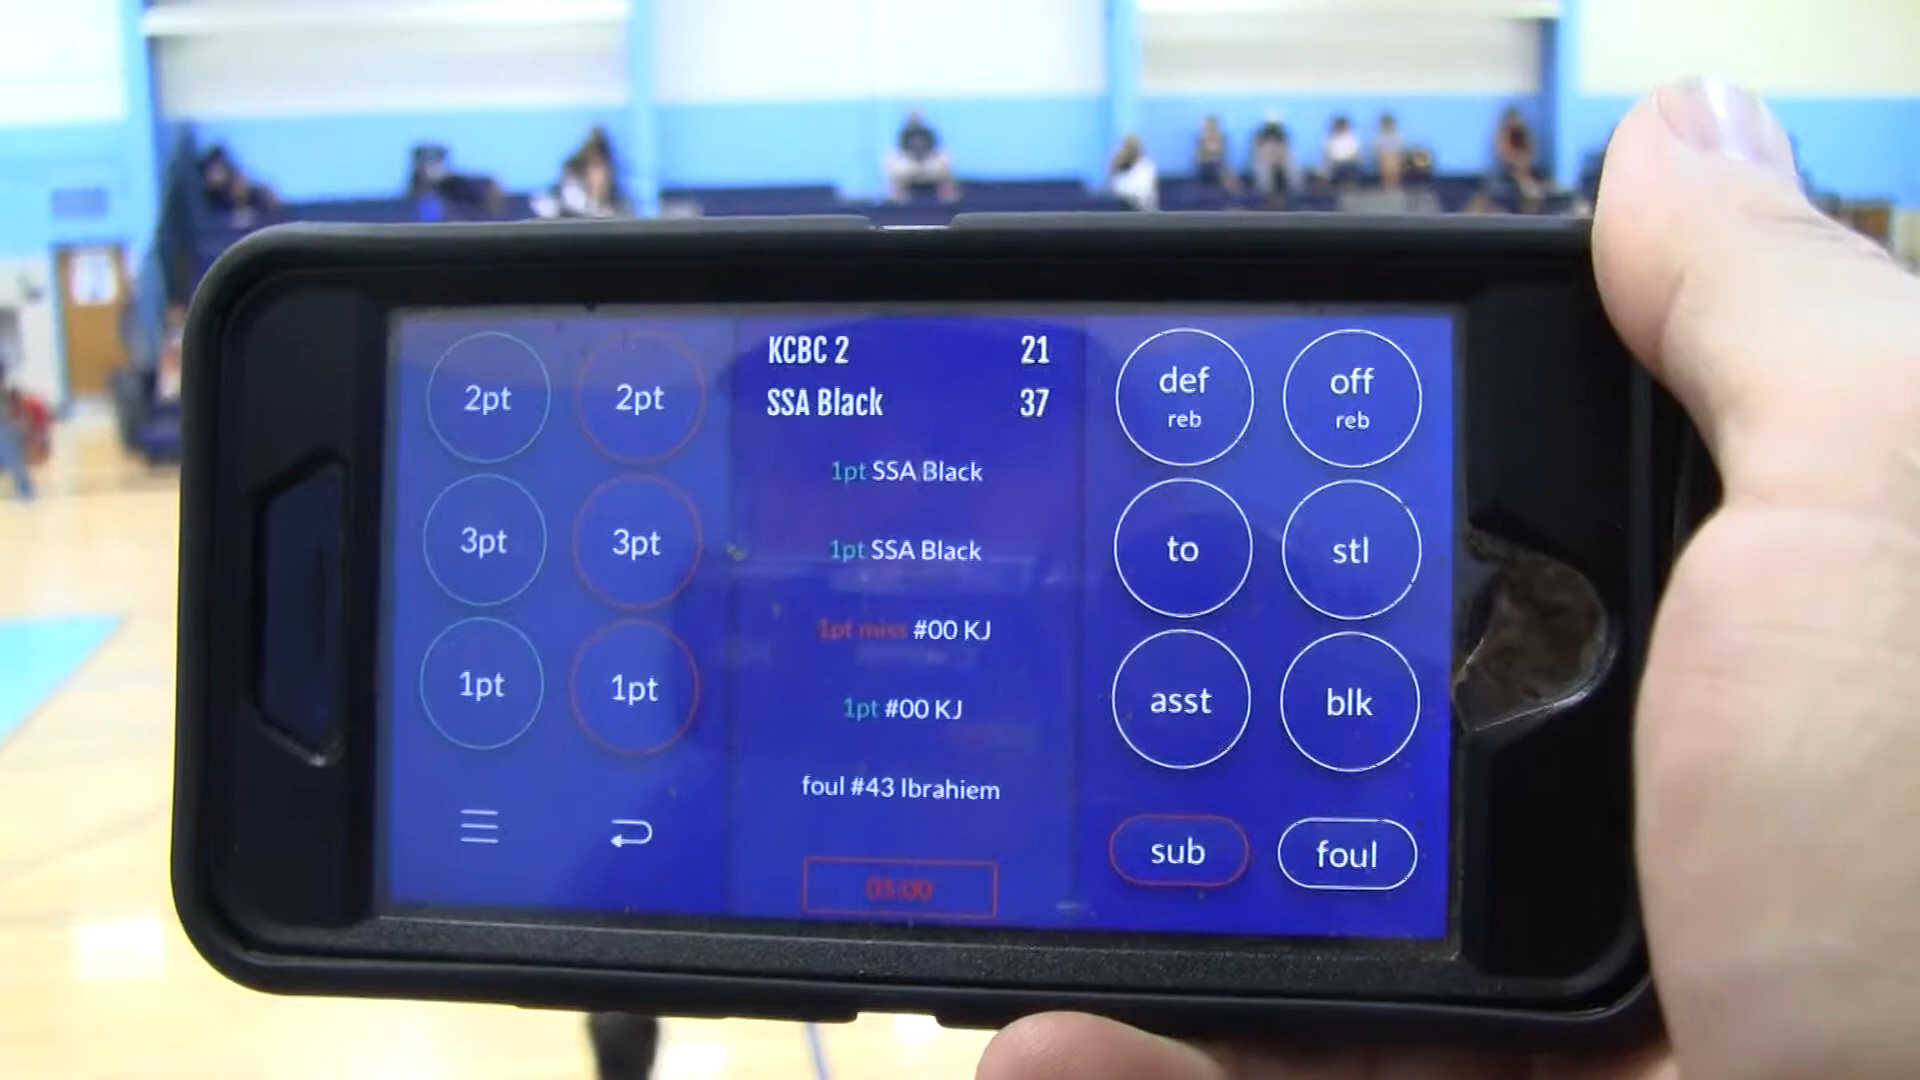 2pt 2pt
3pt 3pt
1pt 1pt
KCBC 2 21
SSA Black 37
1pt SSA Black
1pt SSA Black
1pt miss #00 KJ
1pt #00 KJ
foul #43 Ibrahiem
05:00
def reb
off reb
to stl
asst blk
sub foul